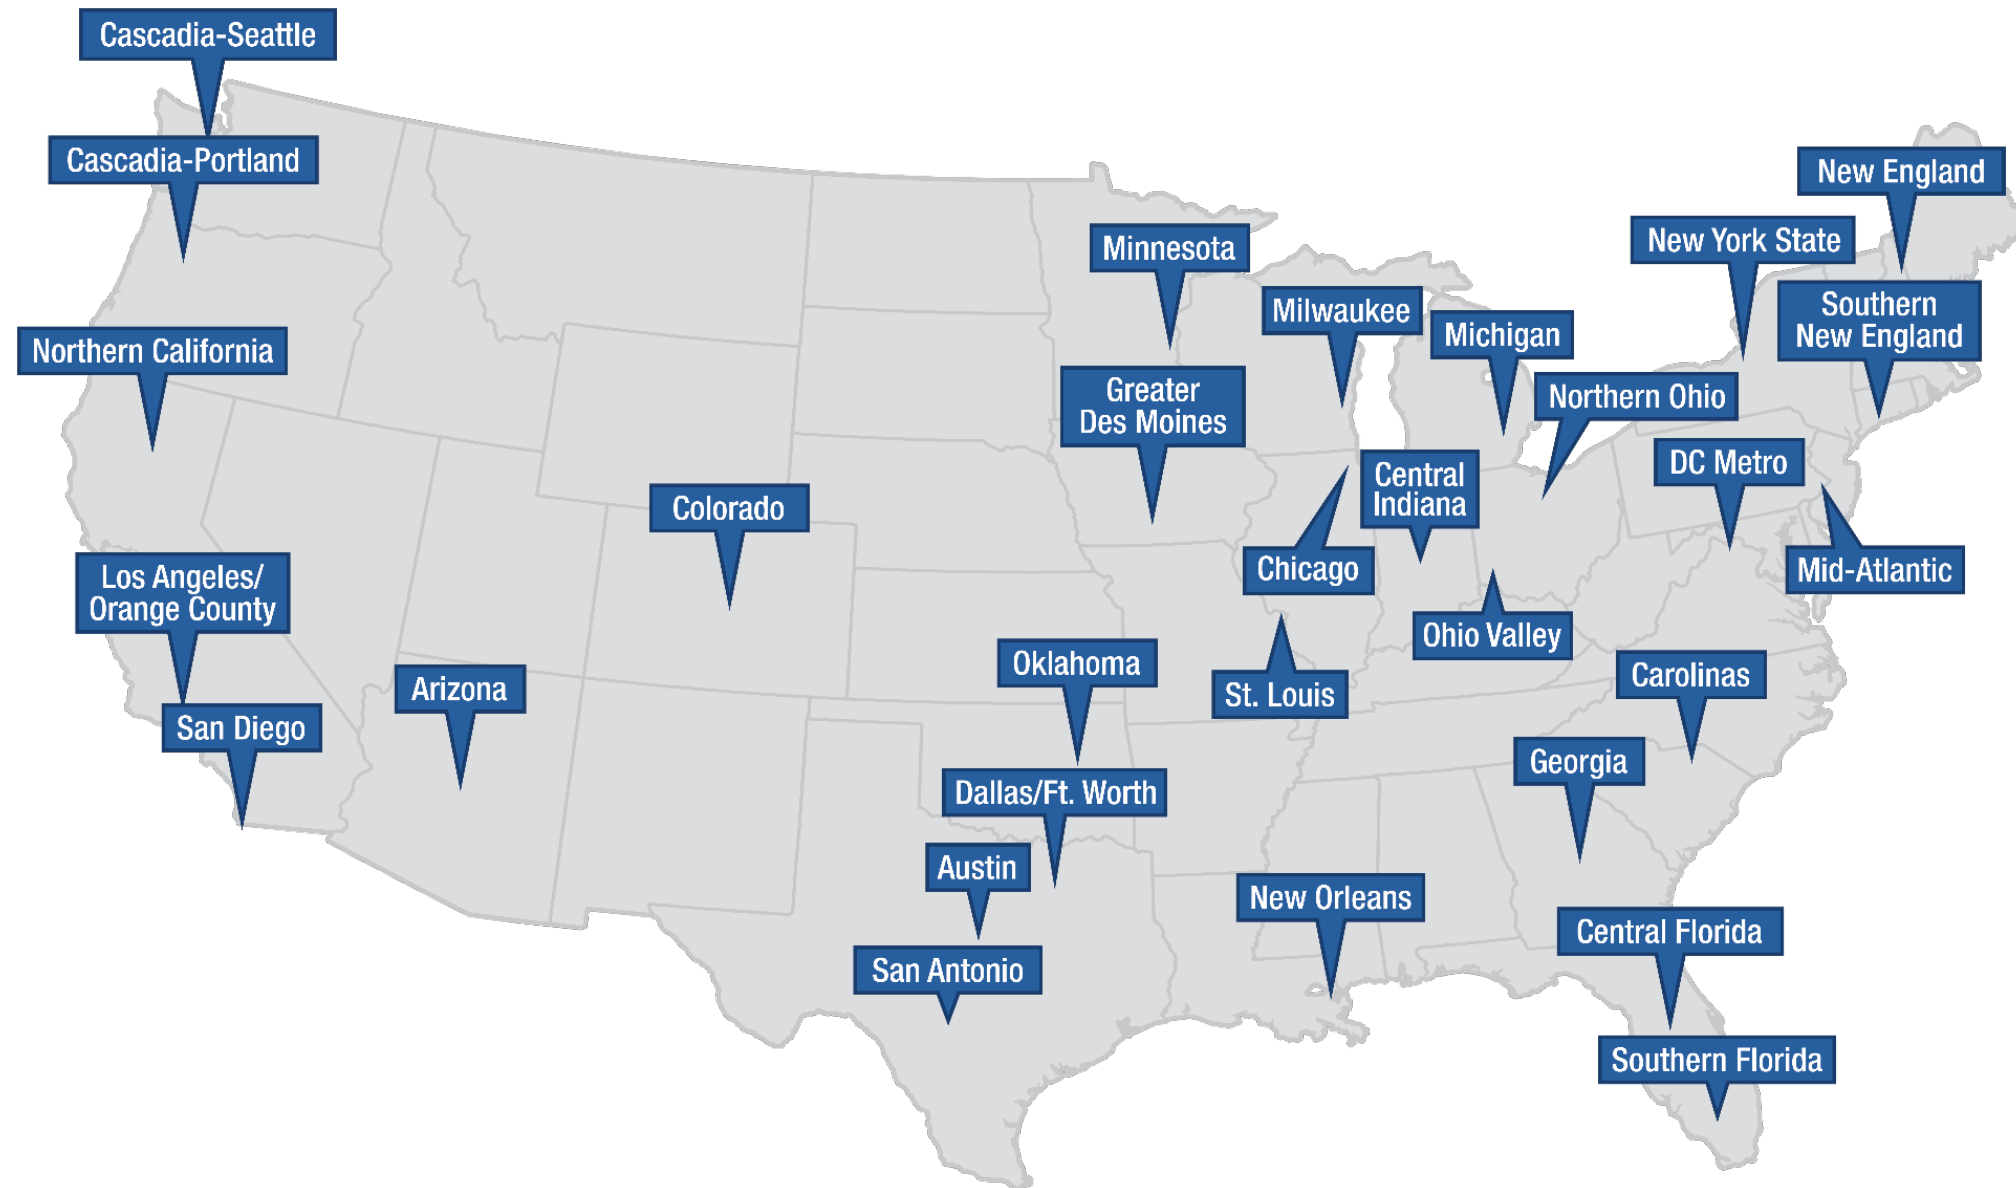 Cascadia-Seattle
Cascadia-Portland
New England
New York State
Minnesota
Southern
New England
Milwaukee
Michigan
Northern California
Greater
Des Moines
Northern Ohio
DC Metro
Central
Indiana
Colorado
Chicago
Mid-Atlantic
Los Angeles/
Orange County
Ohio Valley
Oklahoma
Carolinas
Arizona
St. Louis
San Diego
Georgia
Dallas/Ft. Worth
Austin
New Orleans
Central Florida
San Antonio
Southern Florida